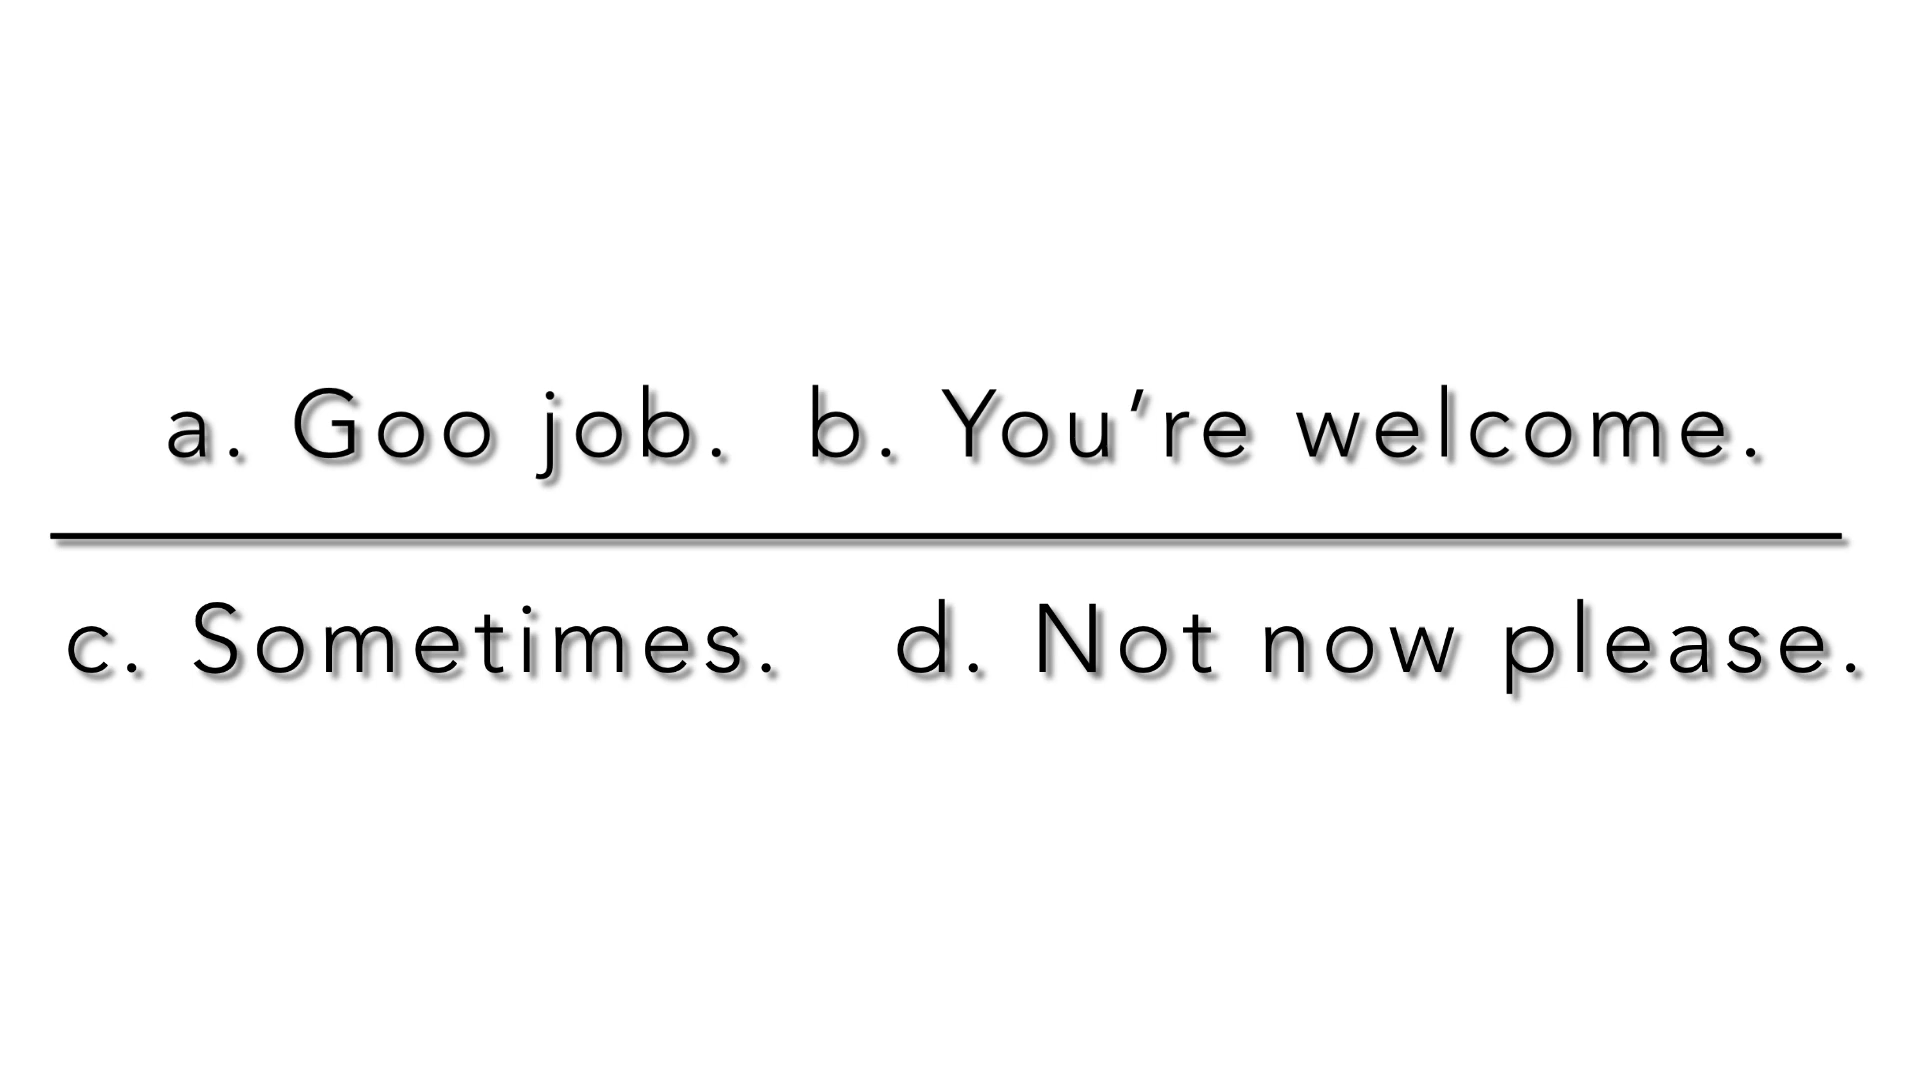 a. Goo job. b. You’re welcome.
c. Sometimes. d. Not now please.